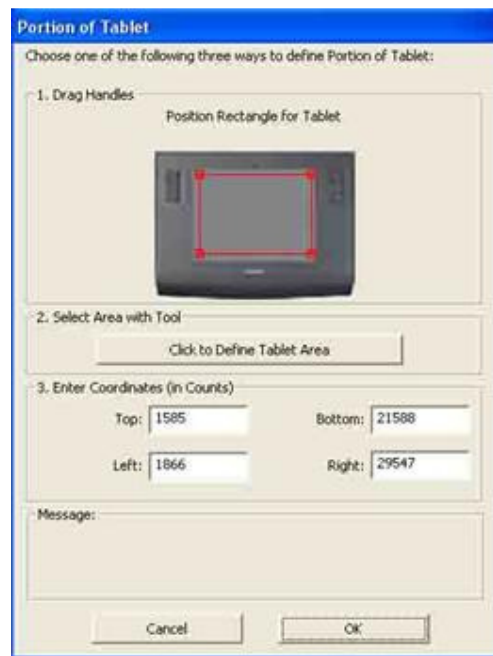 Portion of Tablet
Choose one of the following three ways to define Portion of Tablet:
1. Drag Handles
Position Rectangle for Tablet
2. Select Area with Tool
Click to Define Tablet Area
3. Enter Coordinates (in Counts)
Top: 1585 Bottom: 21588
Left: 1866 Right: 29547
Message:
Cancel OK